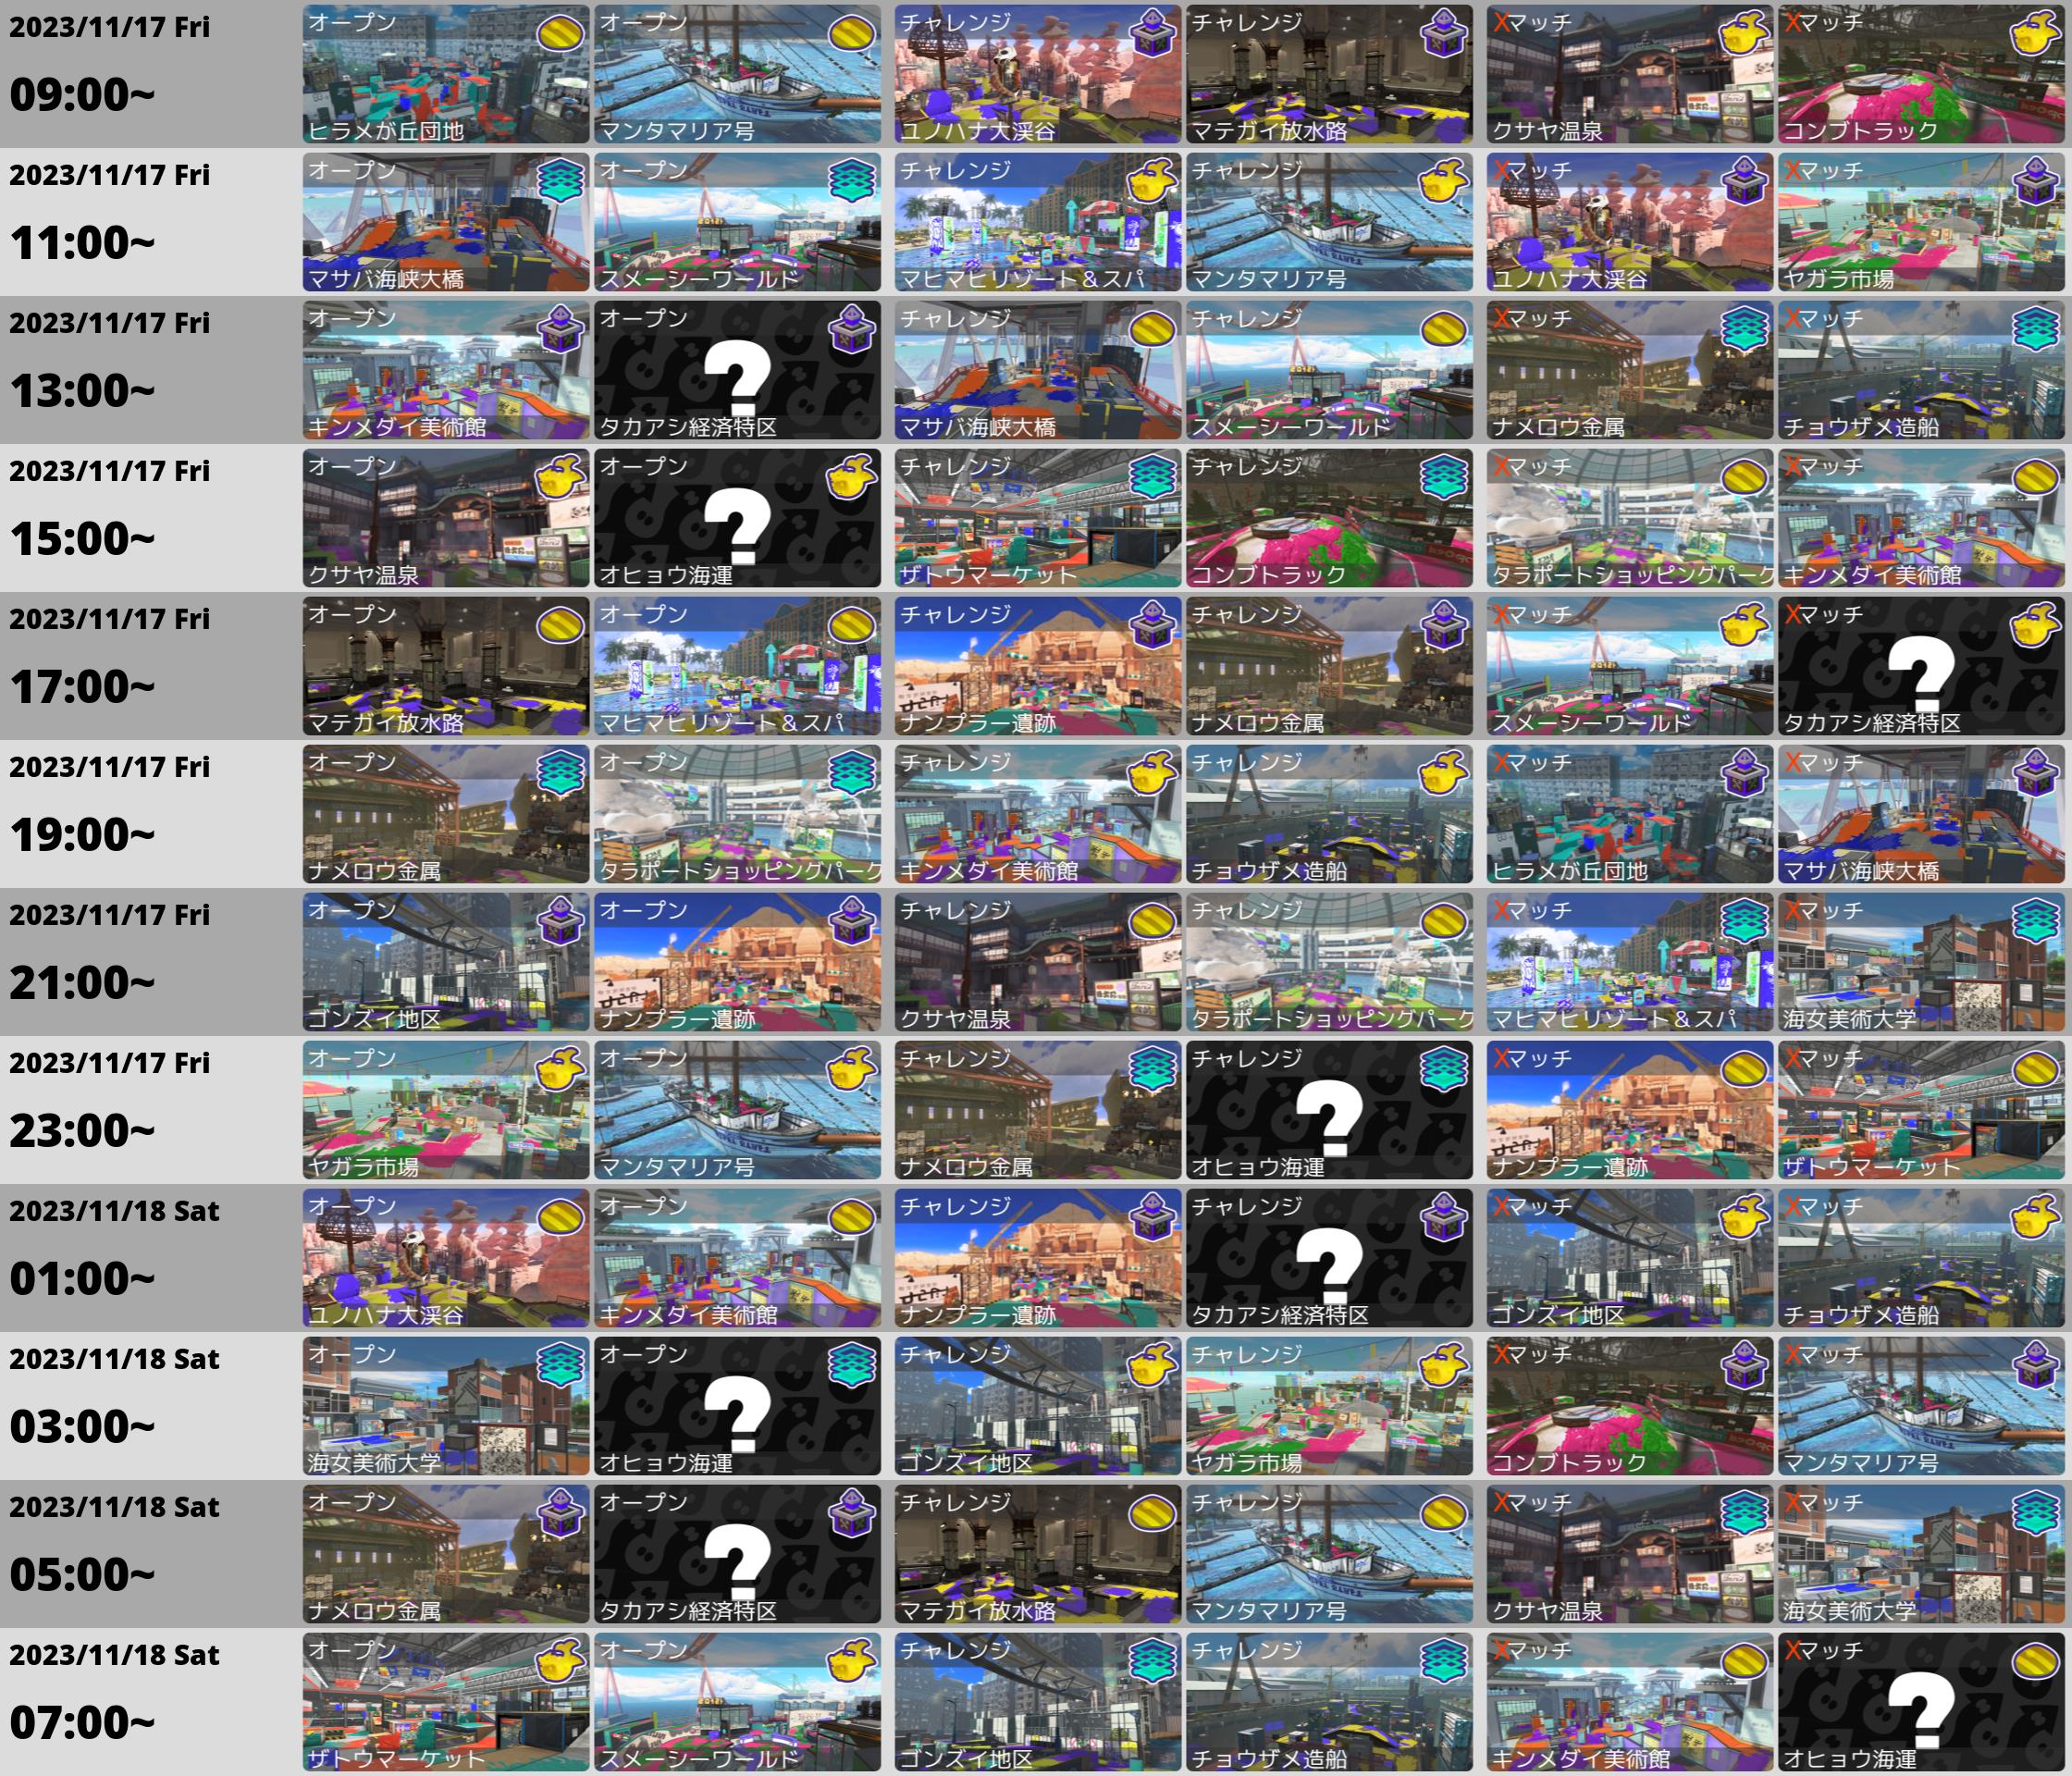 2023/11/17 Fri
09:00~
オープン
ヒラメが丘団地
オープン
マンタマリア号
チャレンジ
ユノハナ大渓谷
チャレンジ
マテガイ放水路
Xマッチ
クサヤ温泉
Xマッチ
コンブトラック
2023/11/17 Fri
11:00~
オープン
マサバ海峡大橋
オープン
スメーシーワールド
チャレンジ
マヒマヒリゾート&スパ
チャレンジ
マンタマリア号
Xマッチ
ユノハナ大渓谷
Xマッチ
ヤガラ市場
2023/11/17 Fri
13:00~
オープン
キンメダイ美術館
オープン
?
タカアシ経済特区
チャレンジ
マサバ海峡大橋
チャレンジ
スメーシーワールド
Xマッチ
ナメロウ金属
Xマッチ
チョウザメ造船
2023/11/17 Fri
15:00~
オープン
クサヤ温泉
オープン
?
オヒョウ海運
チャレンジ
ザトウマーケット
チャレンジ
コンブトラック
Xマッチ
タラポートショッピングパーク
Xマッチ
キンメダイ美術館
2023/11/17 Fri
17:00~
オープン
マテガイ放水路
オープン
マヒマヒリゾート&スパ
チャレンジ
ナンプラー遺跡
チャレンジ
ナメロウ金属
Xマッチ
スメーシーワールド
Xマッチ
?
タカアシ経済特区
2023/11/17 Fri
19:00~
オープン
ナメロウ金属
オープン
タラポートショッピングパーク
チャレンジ
キンメダイ美術館
チャレンジ
チョウザメ造船
Xマッチ
ヒラメが丘団地
Xマッチ
マサバ海峡大橋
2023/11/17 Fri
21:00~
オープン
ゴンズイ地区
オープン
ナンプラー遺跡
チャレンジ
クサヤ温泉
チャレンジ
タラポートショッピングパーク
Xマッチ
マヒマヒリゾート&スパ
Xマッチ
海女美術大学
2023/11/17 Fri
23:00~
オープン
ヤガラ市場
オープン
マンタマリア号
チャレンジ
ナメロウ金属
チャレンジ
?
オヒョウ海運
Xマッチ
ナンプラー遺跡
Xマッチ
ザトウマーケット
2023/11/18 Sat
01:00~
オープン
ユノハナ大渓谷
オープン
キンメダイ美術館
チャレンジ
ナンプラー遺跡
チャレンジ
?
タカアシ経済特区
Xマッチ
ゴンズイ地区
Xマッチ
チョウザメ造船
2023/11/18 Sat
03:00~
オープン
海女美術大学
オープン
?
オヒョウ海運
チャレンジ
ゴンズイ地区
チャレンジ
ヤガラ市場
Xマッチ
コンブトラック
Xマッチ
マンタマリア号
2023/11/18 Sat
05:00~
オープン
ナメロウ金属
オープン
?
タカアシ経済特区
チャレンジ
マテガイ放水路
チャレンジ
マンタマリア号
Xマッチ
クサヤ温泉
Xマッチ
海女美術大学
2023/11/18 Sat
07:00~
オープン
ザトウマーケット
オープン
スメーシーワールド
チャレンジ
ゴンズイ地区
チャレンジ
チョウザメ造船
Xマッチ
キンメダイ美術館
Xマッチ
?
オヒョウ海運